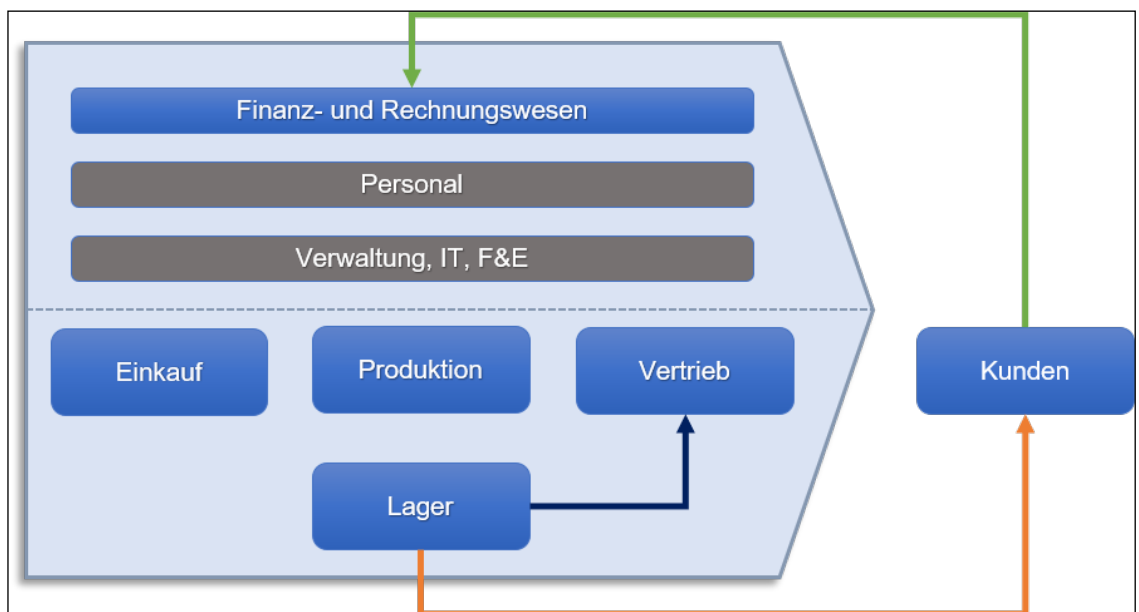 Finanz- und Rechnungswesen
Personal
Verwaltung, IT, F&E
Einkauf
Produktion
Vertrieb
Kunden
Lager